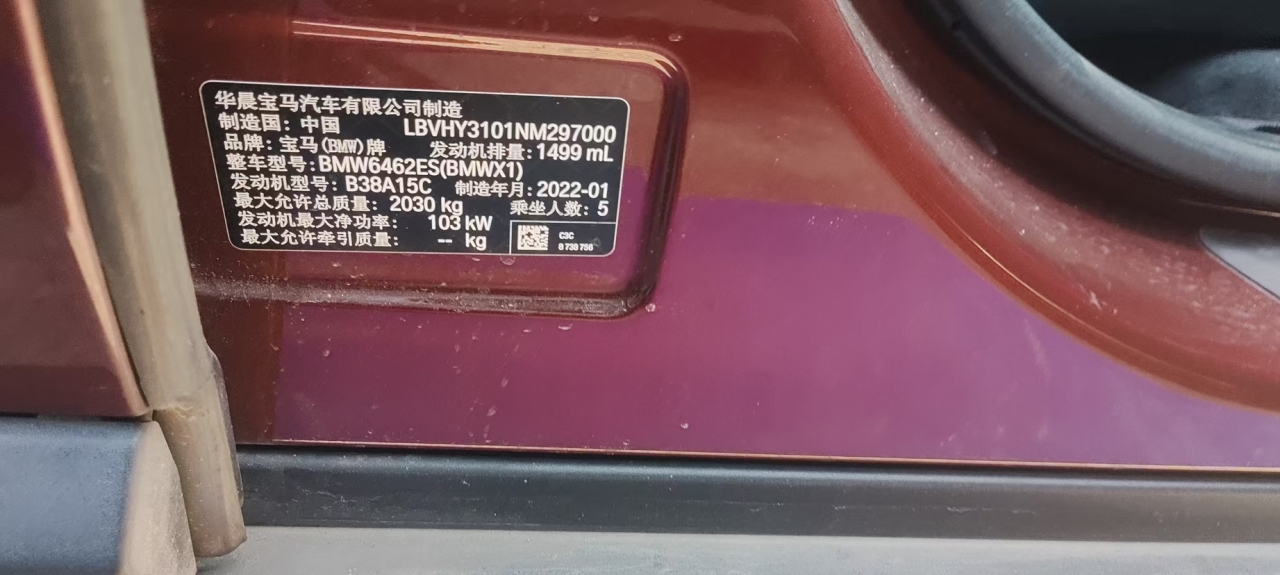 华晨宝马汽车有限公司制造
制造国：中国 LBVHY3101NM297000
品牌：宝马(BMW)牌 发动机排量：1499 mL
整车型号：BMW6462ES(BMWX1)
发动机型号：B38A15C 制造年月：2022-01
最大允许总质量：2030 kg 乘坐人数：5
发动机最大净功率：103 kW
最大允许牵引质量：-- kg
C3C
8 738 750